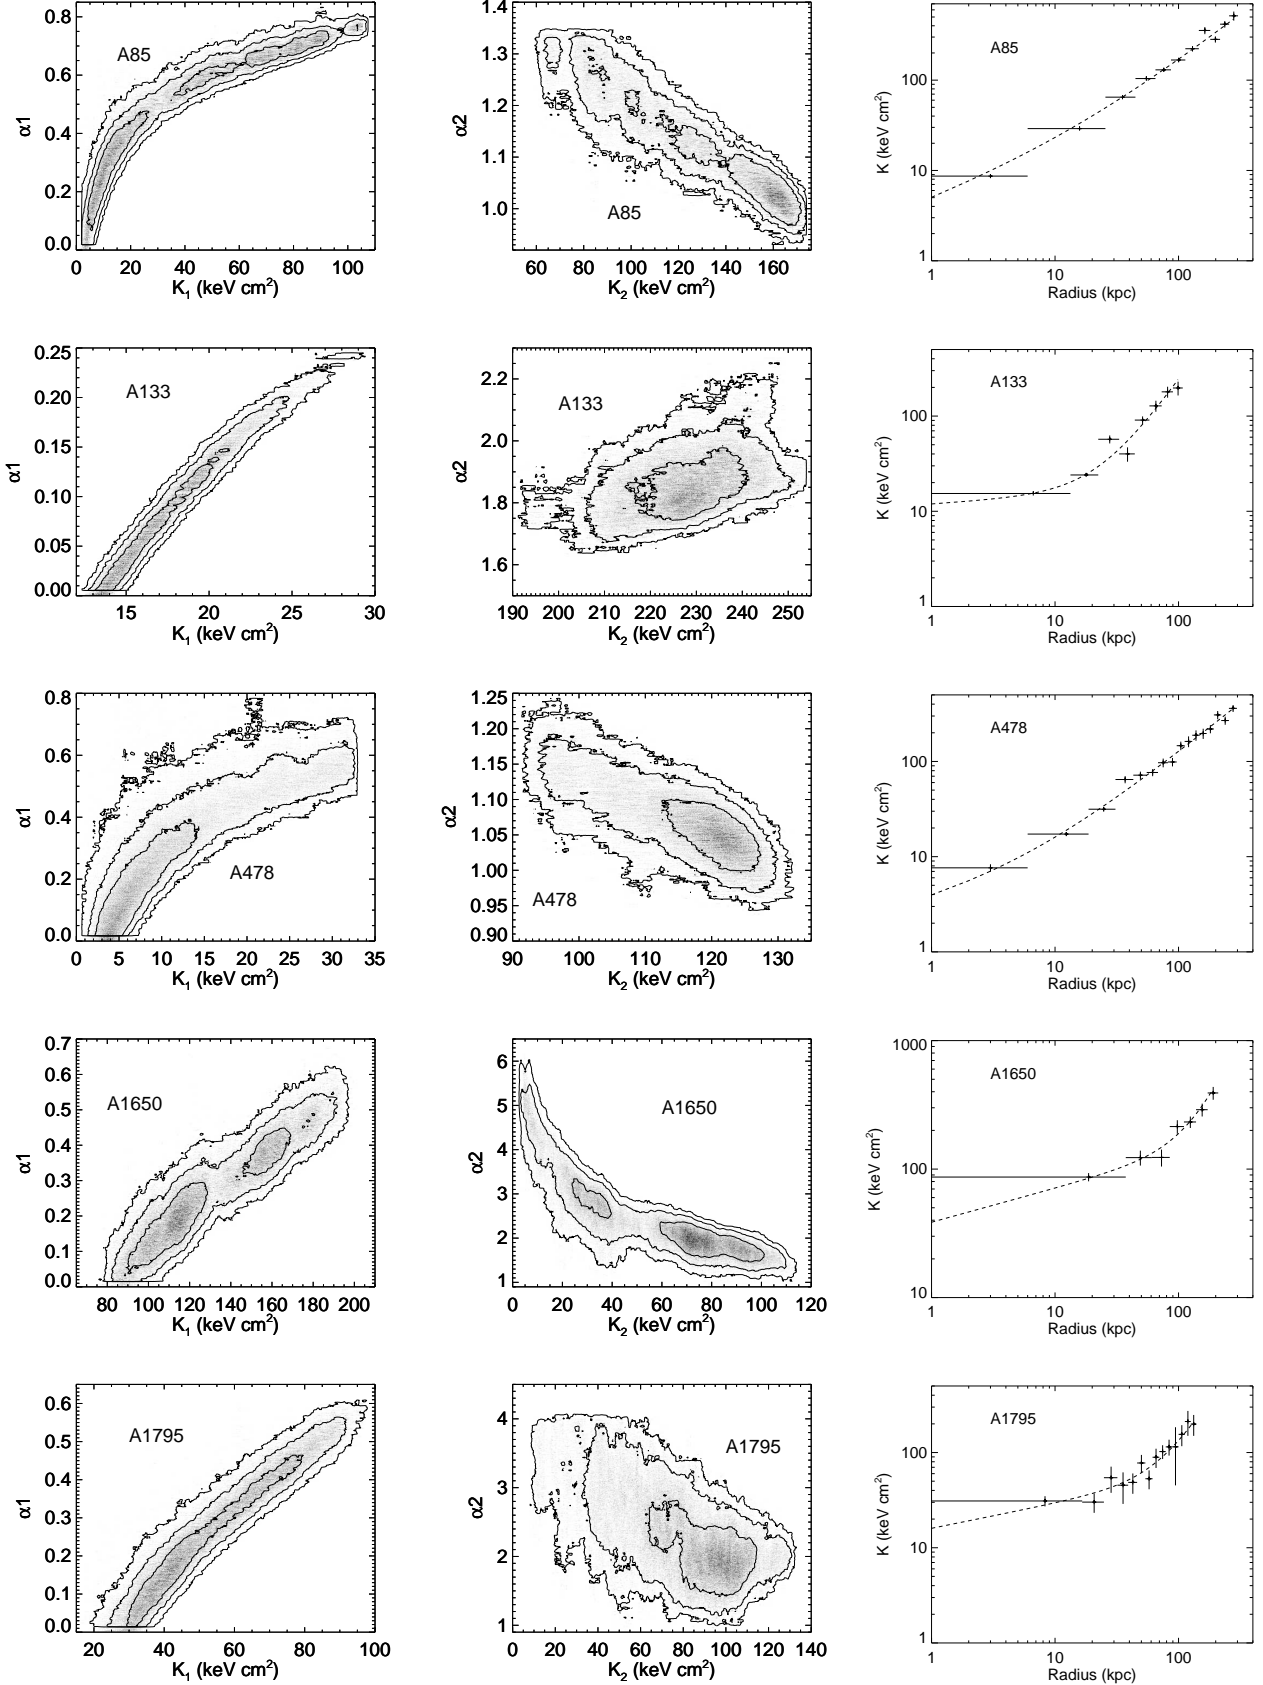 A85
α1
0.0 0.2 0.4 0.6 0.8
0 20 40 60 80 100
K1 (keV cm2)
A85
α2
1.0 1.1 1.2 1.3 1.4
60 80 100 120 140 160
K2 (keV cm2)
A85
K (keV cm2)
1 10 100
1 10 100
Radius (kpc)
A133
α1
0.00 0.05 0.10 0.15 0.20 0.25
15 20 25 30
K1 (keV cm2)
A133
α2
1.6 1.8 2.0 2.2
190 200 210 220 230 240 250
K2 (keV cm2)
A133
K (keV cm2)
1 10 100
1 10 100
Radius (kpc)
A478
α1
0.0 0.2 0.4 0.6 0.8
0 5 10 15 20 25 30 35
K1 (keV cm2)
A478
α2
0.90 0.95 1.00 1.05 1.10 1.15 1.20 1.25
90 100 110 120 130
K2 (keV cm2)
A478
K (keV cm2)
1 10 100
1 10 100
Radius (kpc)
A1650
α1
0.0 0.1 0.2 0.3 0.4 0.5 0.6 0.7
80 100 120 140 160 180 200
K1 (keV cm2)
A1650
α2
1 2 3 4 5 6
0 20 40 60 80 100 120
K2 (keV cm2)
A1650
K (keV cm2)
10 100 1000
1 10 100
Radius (kpc)
A1795
α1
0.0 0.1 0.2 0.3 0.4 0.5 0.6
20 40 60 80 100
K1 (keV cm2)
A1795
α2
1 2 3 4
0 20 40 60 80 100 120 140
K2 (keV cm2)
A1795
K (keV cm2)
1 10 100
1 10 100
Radius (kpc)